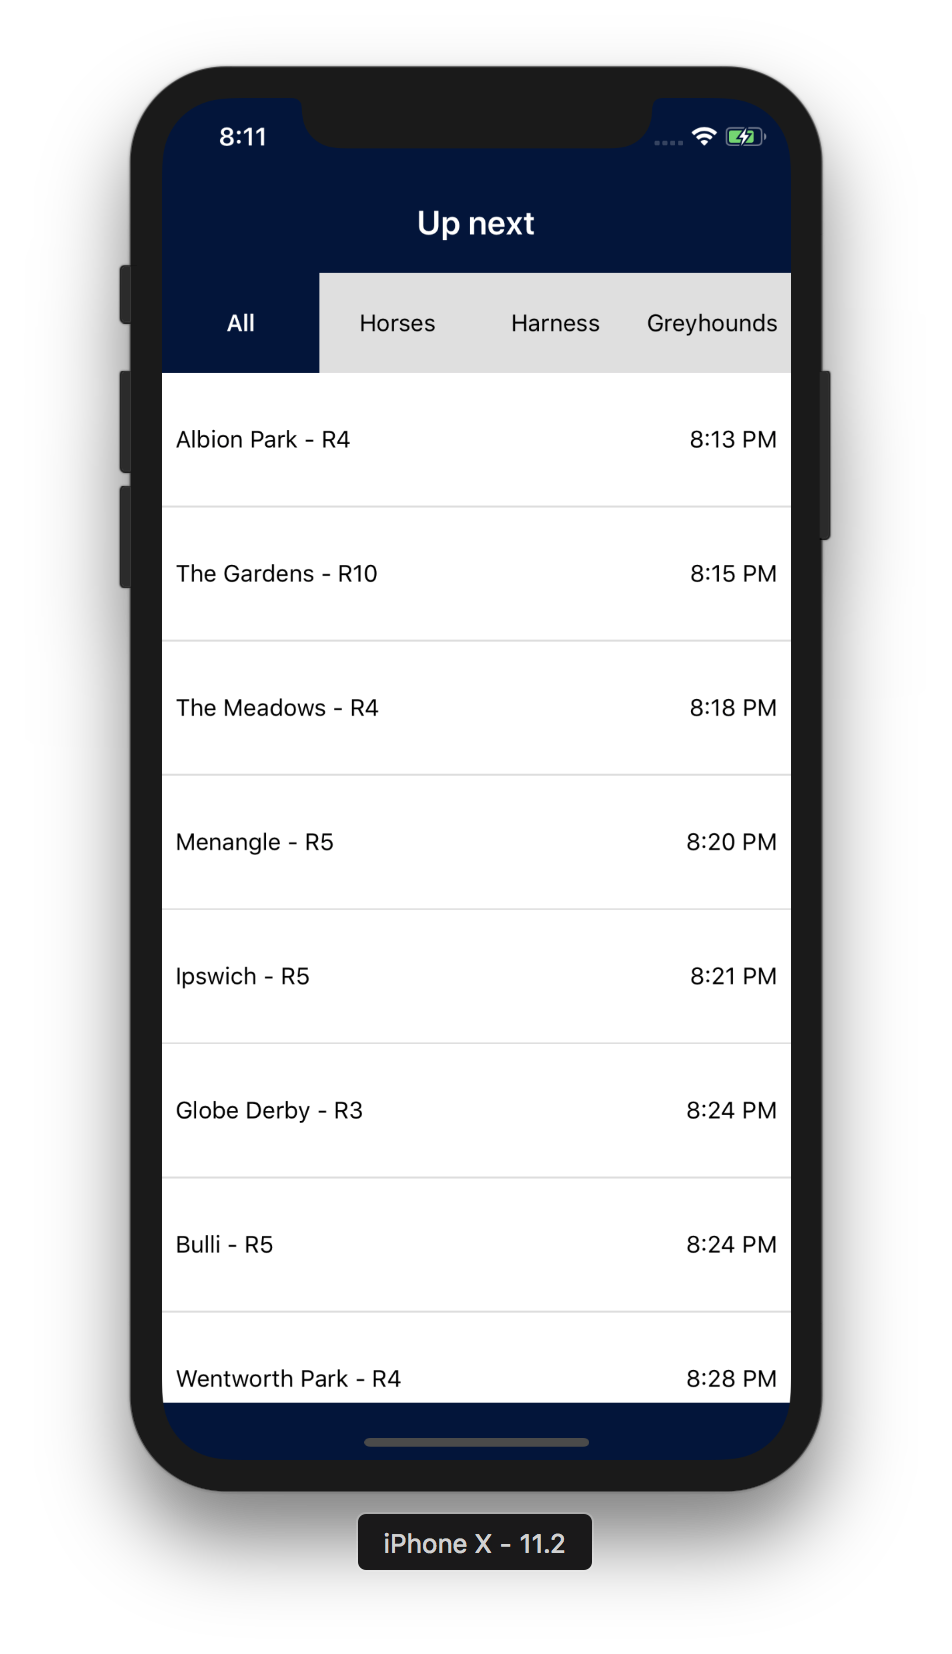 8:11
Up next
All Horses Harness Greyhounds
Albion Park - R4 8:13 PM
The Gardens - R10 8:15 PM
The Meadows - R4 8:18 PM
Menangle - R5 8:20 PM
Ipswich - R5 8:21 PM
Globe Derby - R3 8:24 PM
Bulli - R5 8:24 PM
Wentworth Park - R4 8:28 PM
iPhone X - 11.2